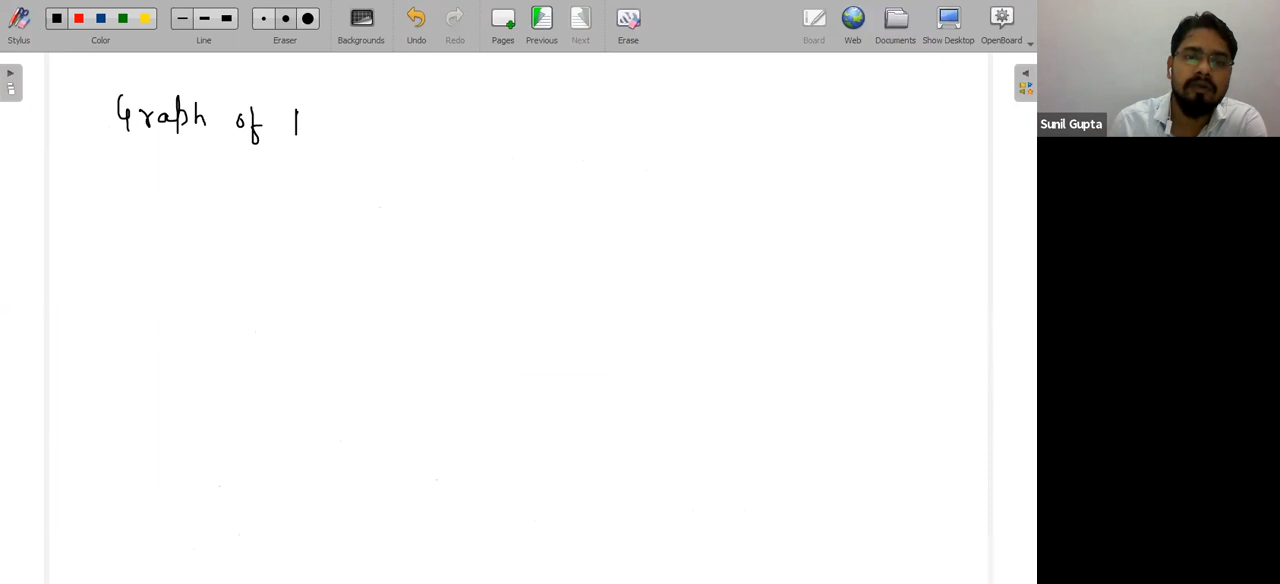 Stylus Color Line Eraser Backgrounds Undo Redo Pages Previous Next Erase Board Web Documents Show Desktop OpenBoard
Sunil Gupta
Graph of